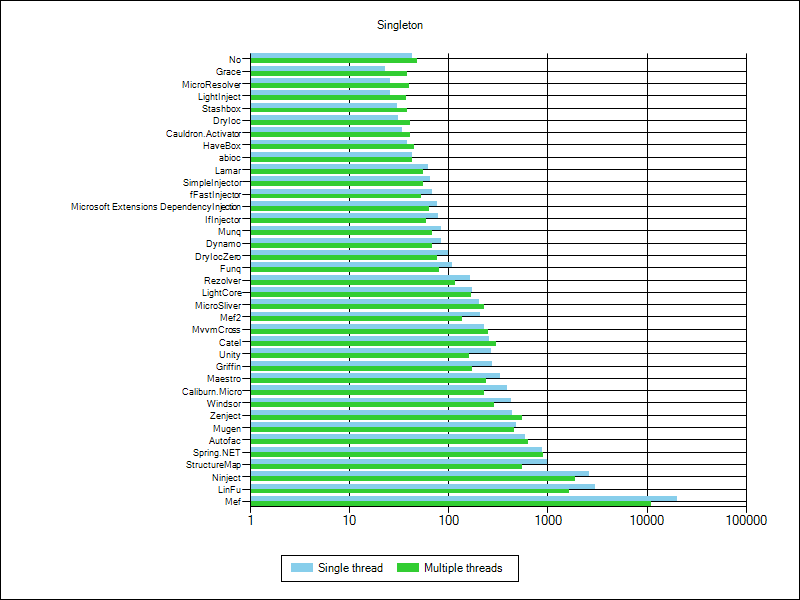 Singleton
No
Grace
MicroResolver
LightInject
Stashbox
DryIoc
Cauldron.Activator
HaveBox
abioc
Lamar
SimpleInjector
fFastInjector
Microsoft Extensions DependencyInjection
IfInjector
Munq
Dynamo
DryIocZero
Funq
Rezolver
LightCore
MicroSliver
Mef2
MvvmCross
Catel
Unity
Griffin
Maestro
Caliburn.Micro
Windsor
Zenject
Mugen
Autofac
Spring.NET
StructureMap
Ninject
LinFu
Mef
1 10 100 1000 10000 100000
Single thread Multiple threads